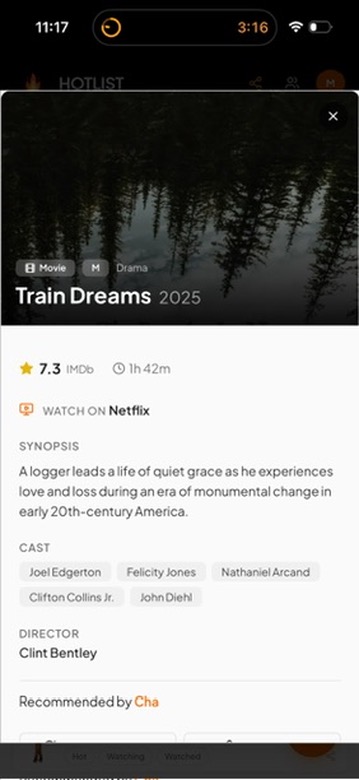 11:17
3:16
HOTLIST
M
Movie M Drama
Train Dreams 2025
7.3 IMDb 1h 42m
WATCH ON Netflix
SYNOPSIS
A logger leads a life of quiet grace as he experiences
love and loss during an era of monumental change in
early 20th-century America.
CAST
Joel Edgerton Felicity Jones Nathaniel Arcand
Clifton Collins Jr. John Diehl
DIRECTOR
Clint Bentley
Recommended by Cha
Hot Watching Watched